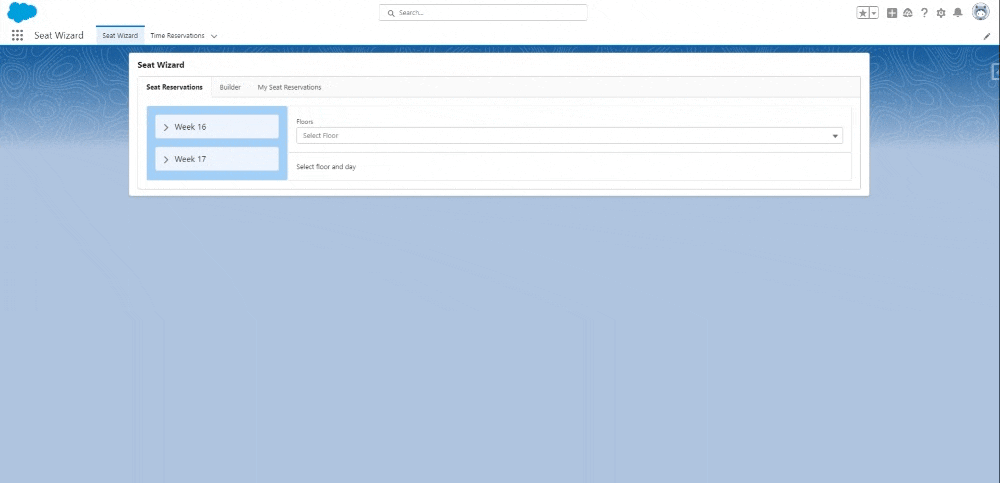 Search...
Seat Wizard
Seat Wizard
Time Reservations
Seat Wizard
Seat Reservations
Builder
My Seat Reservations
Week 16
Week 17
Floors
Select Floor
Select floor and day